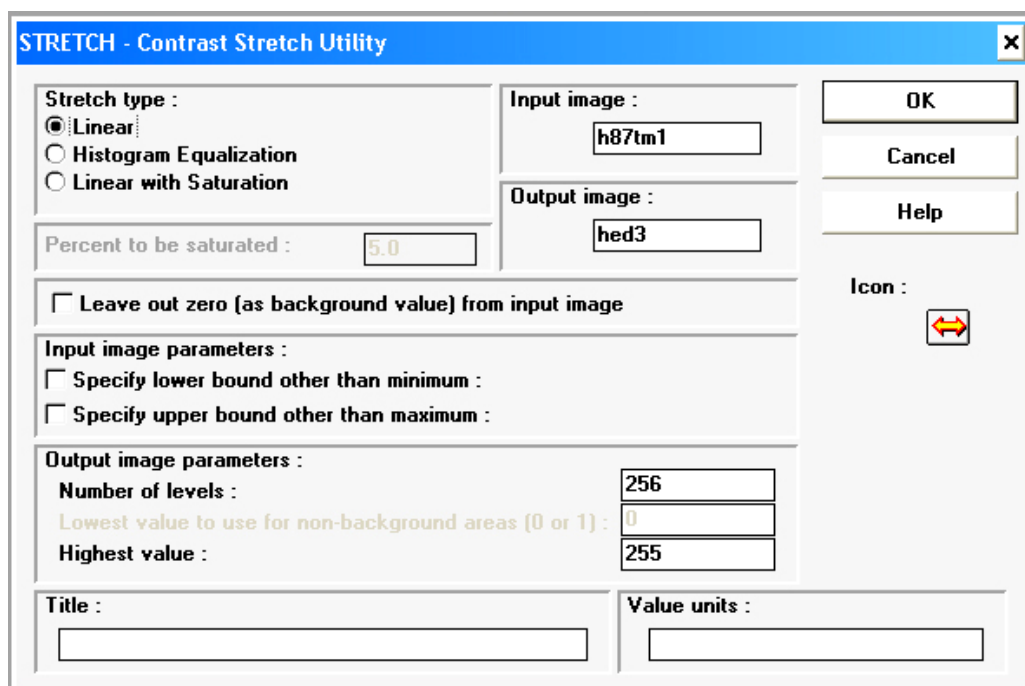 STRETCH - Contrast Stretch Utility
Stretch type :
Linear
Histogram Equalization
Linear with Saturation
Percent to be saturated :
5.0
Input image :
h87tm1
Output image :
hed3
OK
Cancel
Help
Icon :
Leave out zero (as background value) from input image
Input image parameters :
Specify lower bound other than minimum :
Specify upper bound other than maximum :
Output image parameters :
Number of levels : 256
Lowest value to use for non-background areas (0 or 1) : 0
Highest value : 255
Title :
Value units :